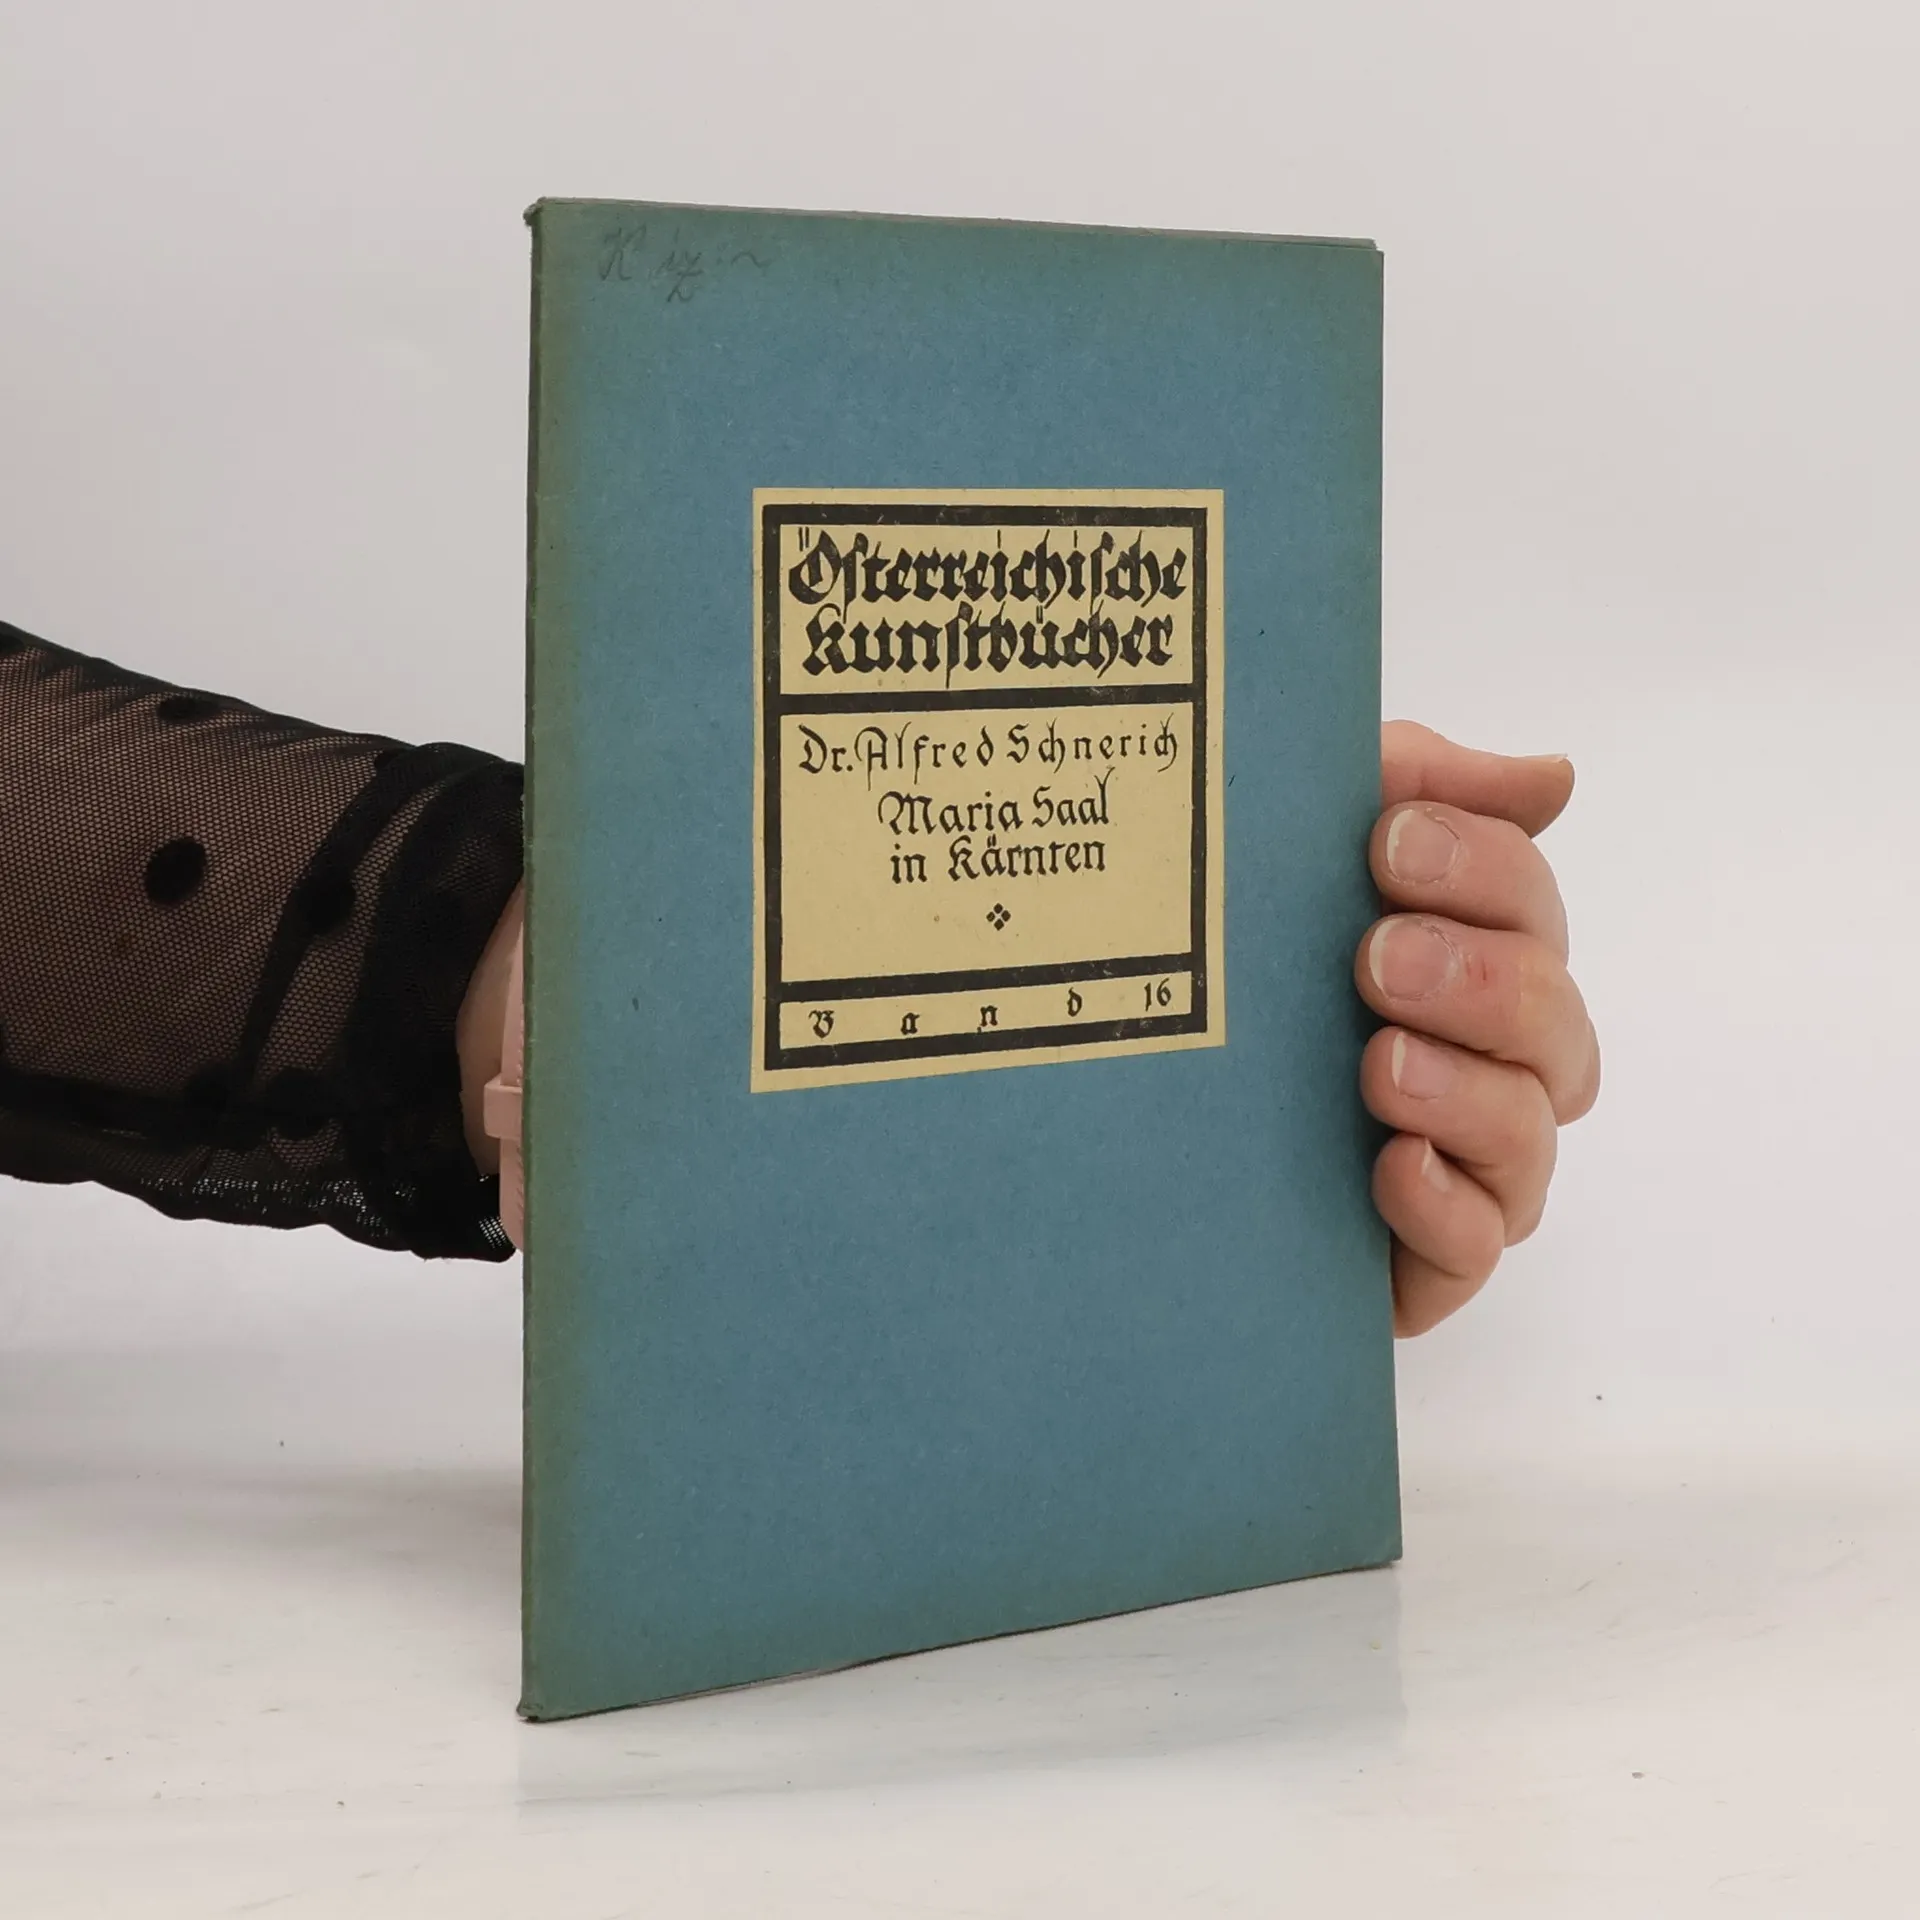 Österreichische
Kunstbücher
Dr. Alfred Schnerich
Maria Saal
in Kärnten
Band 16